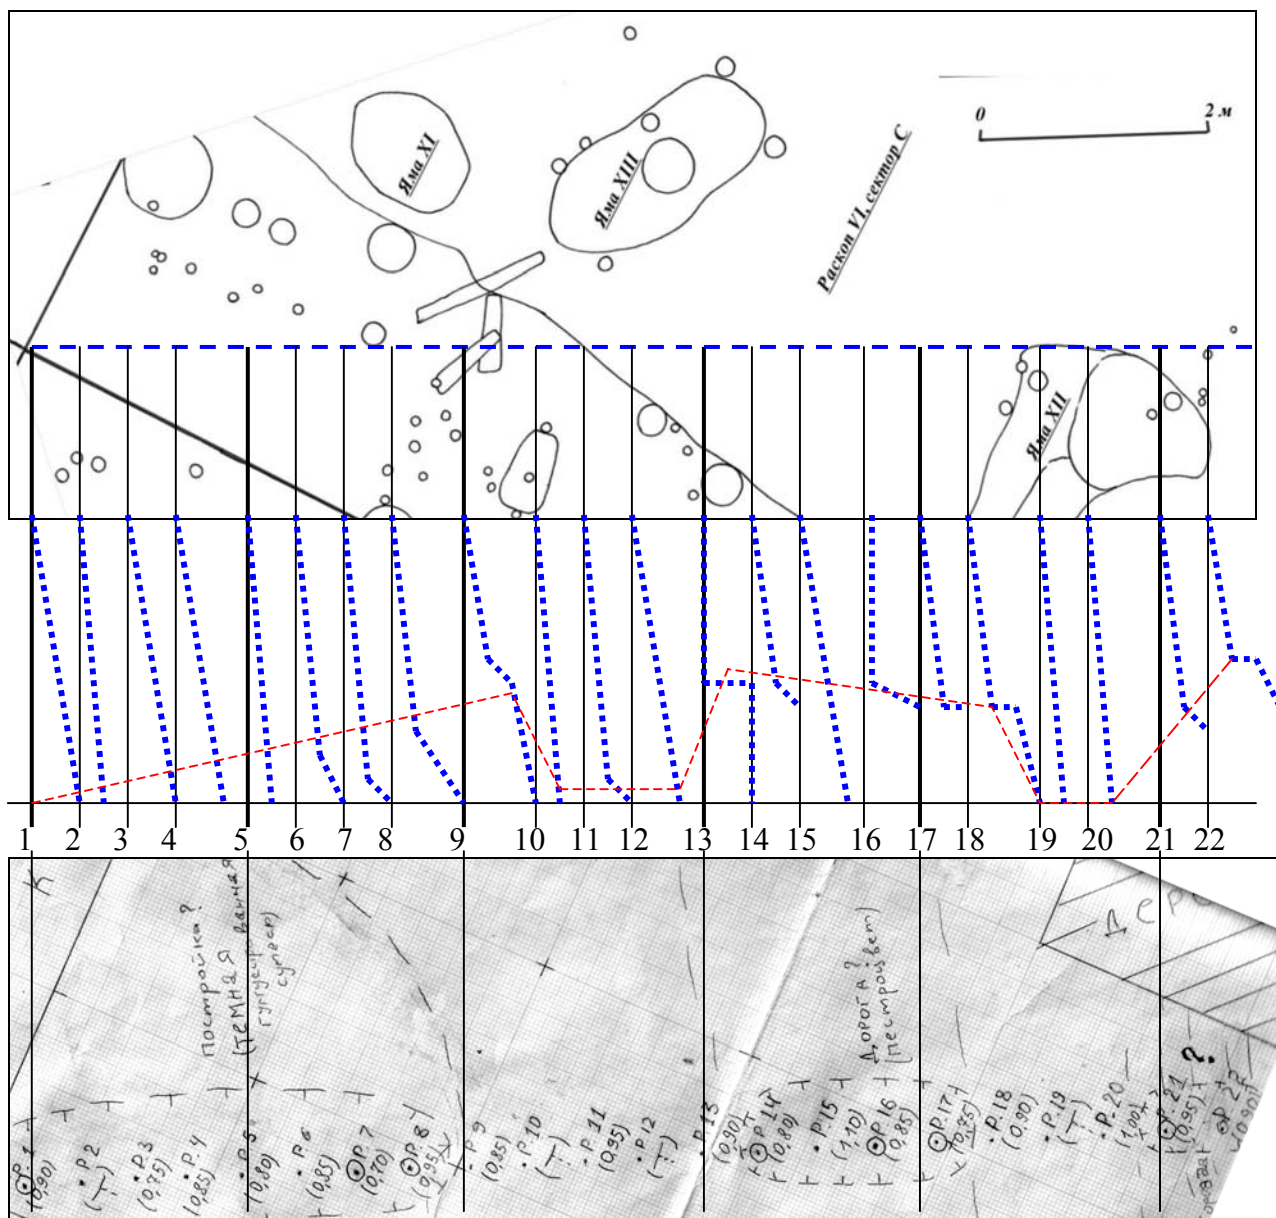 0 2 м
Яма XI
Яма XIII
Раскоп VI, сектор С
Яма XII
1 2 3 4 5 6 7 8 9 10 11 12 13 14 15 16 17 18 19 20 21 22
К
Постройка?
(темная
Дорога?
(пестроцвет)
?
Р.1
(0,90)
Р.2
(Т.)
Р.3
(0,75)
Р.4
(0,85)
Р.5
(0,80)
Р.6
(0,85)
Р.7
(0,70)
Р.8
(0,95)
Р.9
(0,85)
Р.10
(Т.)
Р.11
(0,95)
Р.12
(Т.)
Р.13
(0,90)
Р.14
(0,80)
Р.15
(1,10)
Р.16
(0,85)
Р.17
(0,75)
Р.18
(0,90)
Р.19
(Т.)
Р.20
(1,00)
Р.21
(0,95)
Р.22
(0,90)